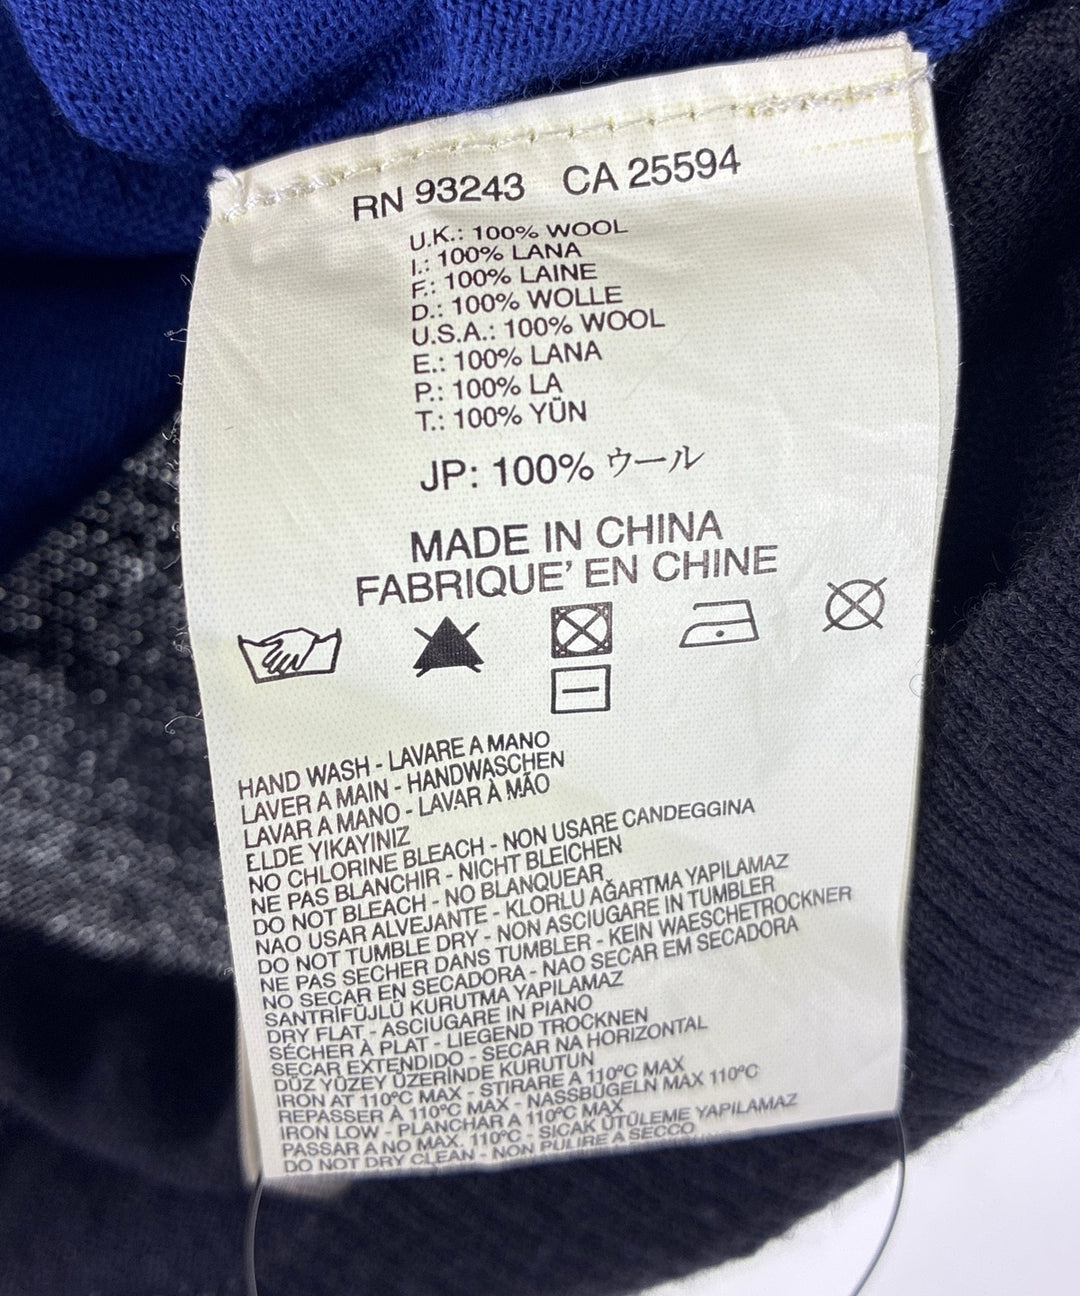 RN 93243 CA 25594
U.K.: 100% WOOL
I.: 100% LANA
F.: 100% LAINE
D.: 100% WOLLE
U.S.A.: 100% WOOL
E.: 100% LANA
P.: 100% LA
T.: 100% YÜN
JP: 100% ウール
MADE IN CHINA
FABRIQUE' EN CHINE
HAND WASH - LAVARE A MANO
LAVER A MAIN - HANDWASCHEN
LAVAR A MANO - LAVAR À MÃO
ELDE YIKAYINIZ
NO CHLORINE BLEACH - NON USARE CANDEGGINA
NE PAS BLANCHIR - NICHT BLEICHEN
DO NOT BLEACH - NO BLANQUEAR
NAO USAR ALVEJANTE - KLORLU AĞARTMA YAPILAMAZ
DO NOT TUMBLE DRY - NON ASCIUGARE IN TUMBLER
NE PAS SECHER DANS TUMBLER - KEIN WAESCHETROCKNER
NO SECAR EN SECADORA - NAO SECAR EM SECADORA
SANTRİFÜJLÜ KURUTMA YAPILAMAZ
DRY FLAT - ASCIUGARE IN PIANO
SÉCHER À PLAT - LIEGEND TROCKNEN
SECAR EXTENDIDO - SECAR NA HORIZONTAL
DÜZ YÜZEY ÜZERİNDE KURUTUN
IRON AT 110°C MAX - STIRARE A 110°C MAX
REPASSER À 110°C MAX - NASSBÜGELN MAX 110°C
IRON LOW - PLANCHAR A 110°C MAX
PASSAR A NO MAX. 110°C - SICAK ÜTÜLEME YAPILAMAZ
DO NOT DRY CLEAN - NON PULIRE A SECCO